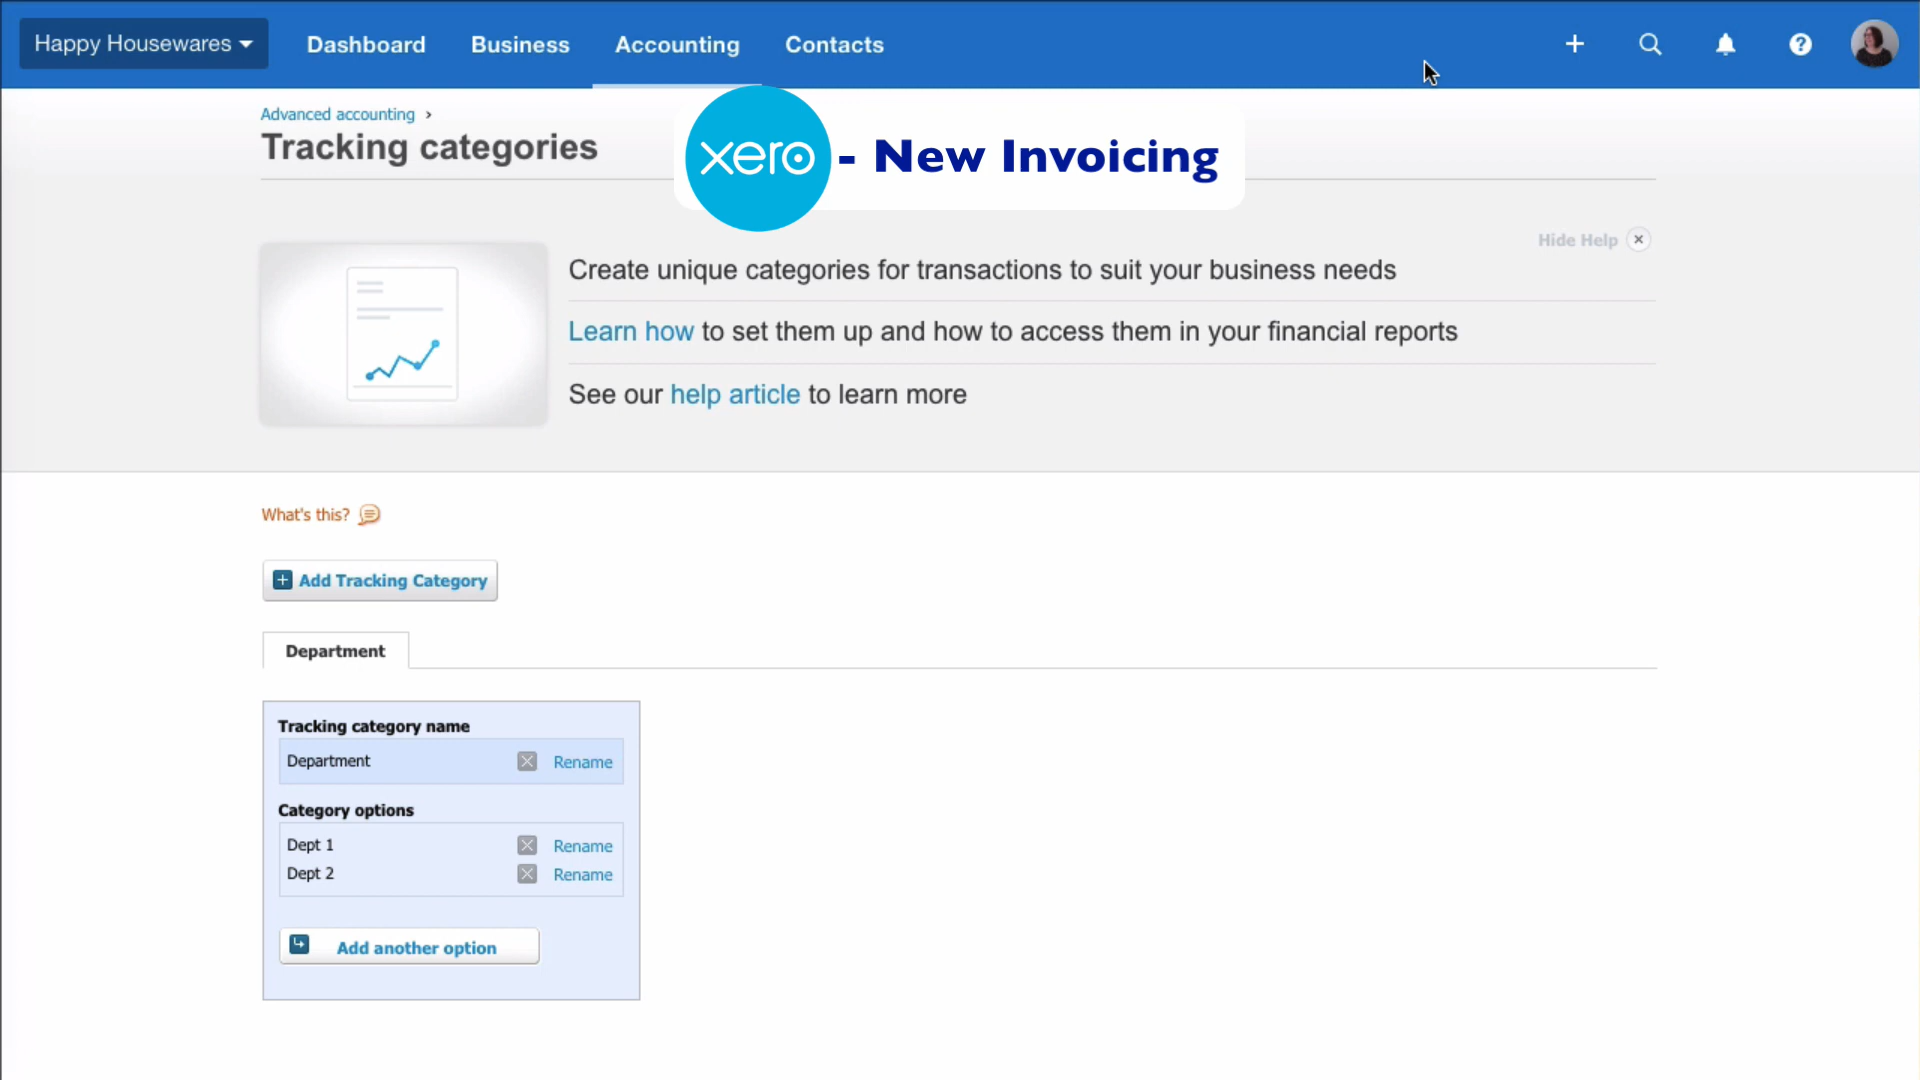 Happy Housewares
Dashboard
Business
Accounting
Contacts
Advanced accounting ›
Tracking categories
xero - New Invoicing
Hide Help
Create unique categories for transactions to suit your business needs
Learn how to set them up and how to access them in your financial reports
See our help article to learn more
What's this?
Add Tracking Category
Department
Tracking category name
Department Rename
Category options
Dept 1 Rename
Dept 2 Rename
Add another option